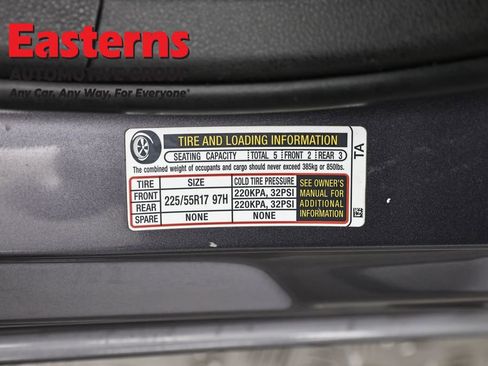 Easterns
AUTOMOTIVE GROUP
Any Car. Any Way. For Everyone®
TIRE AND LOADING INFORMATION
SEATING CAPACITY TOTAL 5 FRONT 2 REAR 3
The combined weight of occupants and cargo should never exceed 385kg or 850lbs.
TIRE SIZE COLD TIRE PRESSURE
FRONT 225/55R17 97H 220KPA, 32PSI
REAR 220KPA, 32PSI
SPARE NONE NONE
SEE OWNER'S
MANUAL FOR
ADDITIONAL
INFORMATION
TA